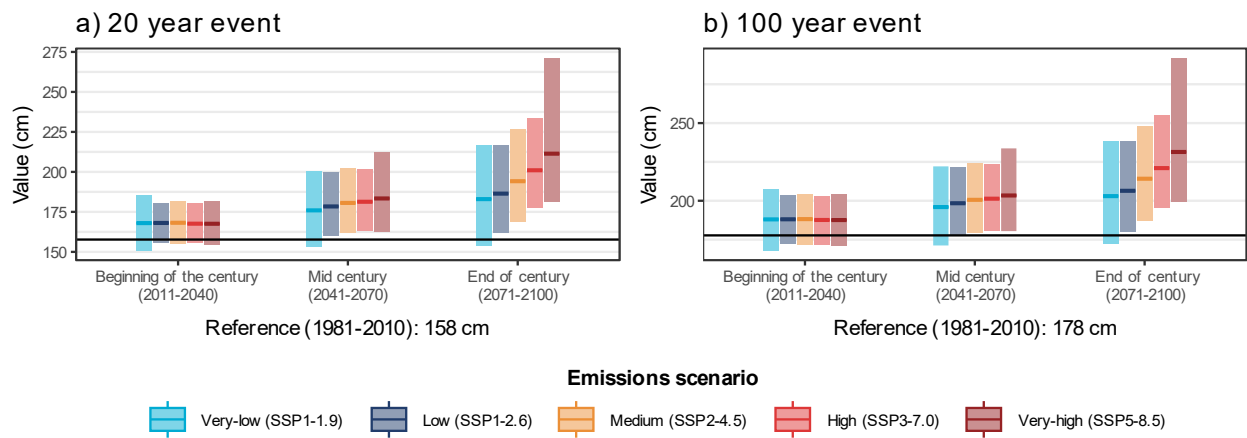 a) 20 year event
b) 100 year event
Value (cm)
275
250
225
200
175
150
Beginning of the century
(2011-2040)
Mid century
(2041-2070)
End of century
(2071-2100)
Reference (1981-2010): 158 cm
Value (cm)
250
200
Beginning of the century
(2011-2040)
Mid century
(2041-2070)
End of century
(2071-2100)
Reference (1981-2010): 178 cm
Emissions scenario
Very-low (SSP1-1.9)
Low (SSP1-2.6)
Medium (SSP2-4.5)
High (SSP3-7.0)
Very-high (SSP5-8.5)